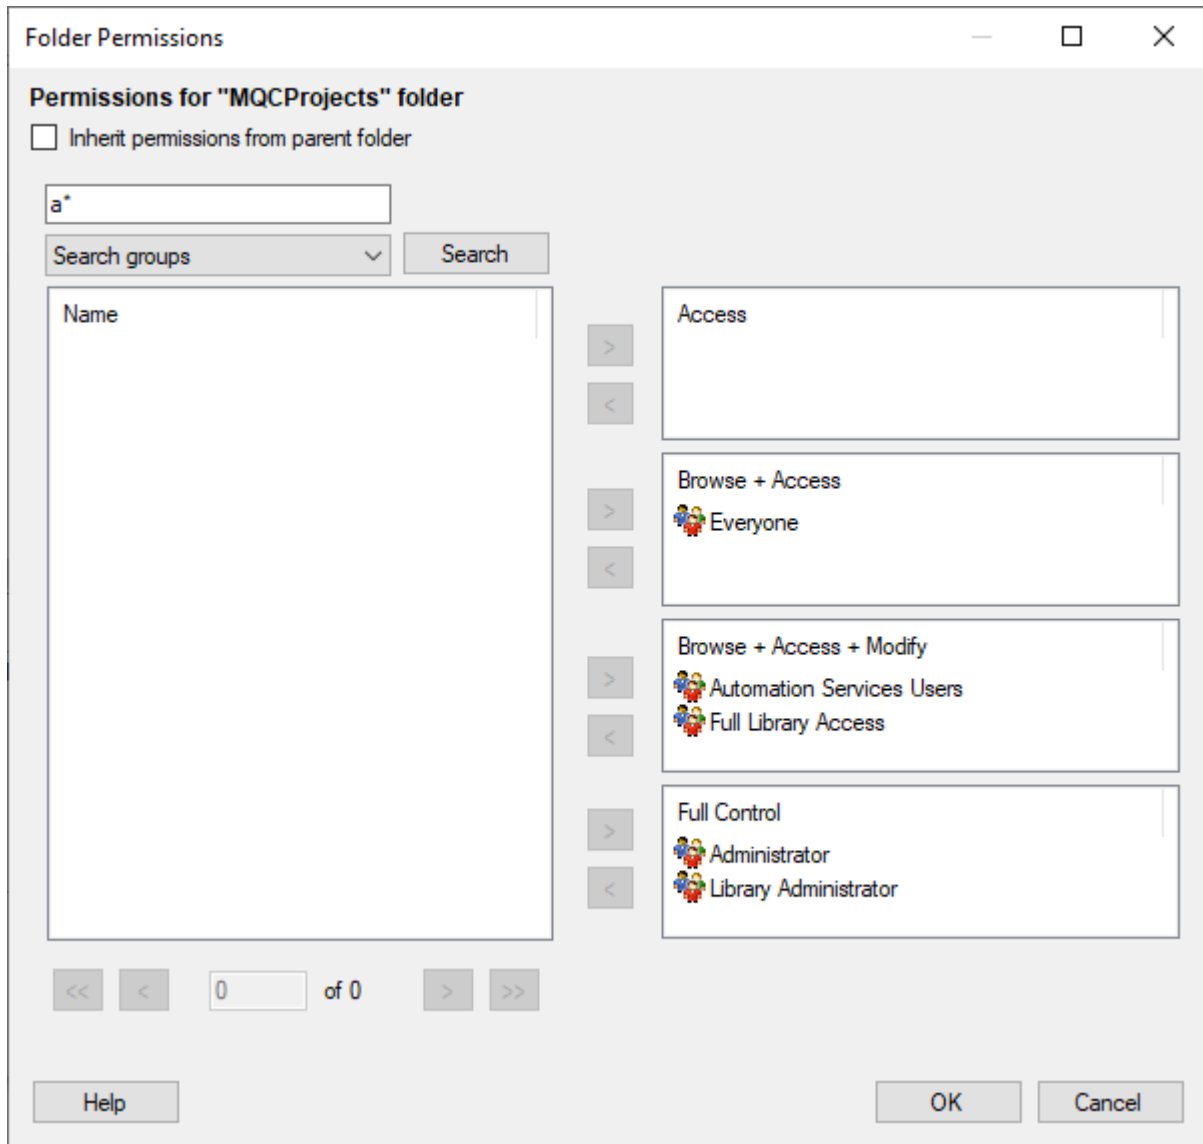 Folder Permissions
Permissions for "MQCProjects" folder
Inherit permissions from parent folder
a*
Search groups
Search
Name
>
<
Access
>
<
Browse + Access
Everyone
>
<
Browse + Access + Modify
Automation Services Users
Full Library Access
>
<
Full Control
Administrator
Library Administrator
<< < 0 of 0 > >>
Help
OK
Cancel